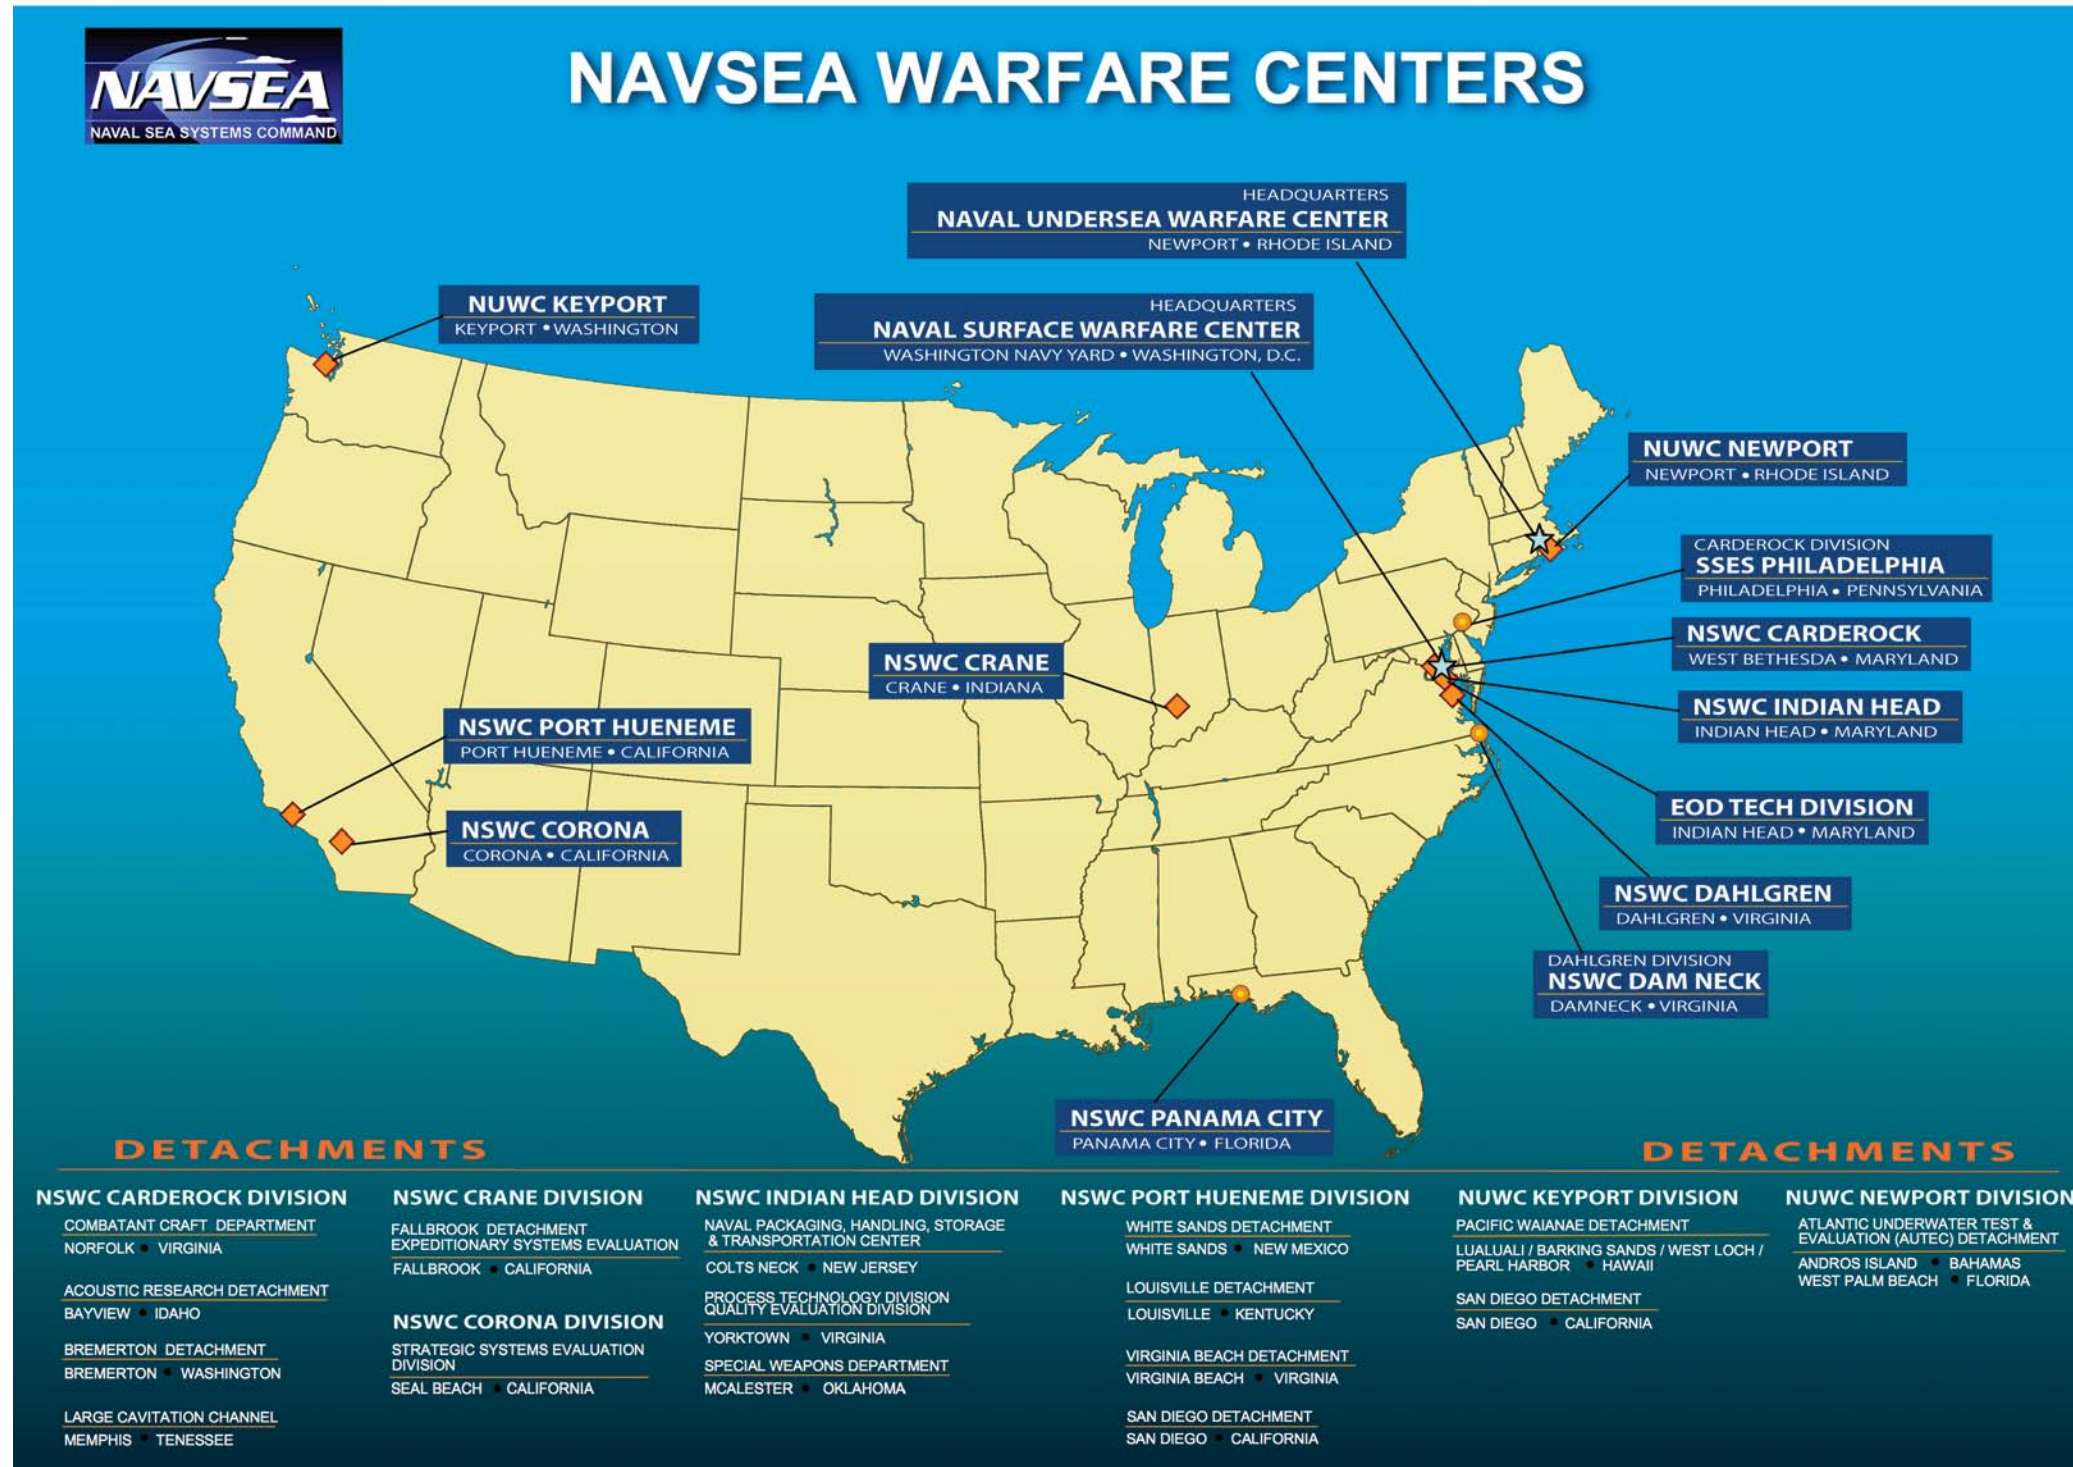 NAVSEA
NAVAL SEA SYSTEMS COMMAND
NAVSEA WARFARE CENTERS
HEADQUARTERS
NAVAL UNDERSEA WARFARE CENTER
NEWPORT • RHODE ISLAND
HEADQUARTERS
NAVAL SURFACE WARFARE CENTER
WASHINGTON NAVY YARD • WASHINGTON, D.C.
NUWC KEYPORT
KEYPORT • WASHINGTON
NUWC NEWPORT
NEWPORT • RHODE ISLAND
CARDEROCK DIVISION
SSES PHILADELPHIA
PHILADELPHIA • PENNSYLVANIA
NSWC CARDEROCK
WEST BETHESDA • MARYLAND
NSWC CRANE
CRANE • INDIANA
NSWC INDIAN HEAD
INDIAN HEAD • MARYLAND
NSWC PORT HUENEME
PORT HUENEME • CALIFORNIA
EOD TECH DIVISION
INDIAN HEAD • MARYLAND
NSWC CORONA
CORONA • CALIFORNIA
NSWC DAHLGREN
DAHLGREN • VIRGINIA
DAHLGREN DIVISION
NSWC DAM NECK
DAMNECK • VIRGINIA
NSWC PANAMA CITY
PANAMA CITY • FLORIDA
DETACHMENTS
DETACHMENTS
NSWC CARDEROCK DIVISION
COMBATANT CRAFT DEPARTMENT
NORFOLK • VIRGINIA
ACOUSTIC RESEARCH DETACHMENT
BAYVIEW • IDAHO
BREMERTON DETACHMENT
BREMERTON • WASHINGTON
LARGE CAVITATION CHANNEL
MEMPHIS • TENESSEE
NSWC CRANE DIVISION
FALLBROOK DETACHMENT
EXPEDITIONARY SYSTEMS EVALUATION
FALLBROOK • CALIFORNIA
NSWC CORONA DIVISION
STRATEGIC SYSTEMS EVALUATION
DIVISION
SEAL BEACH • CALIFORNIA
NSWC INDIAN HEAD DIVISION
NAVAL PACKAGING, HANDLING, STORAGE
& TRANSPORTATION CENTER
COLTS NECK • NEW JERSEY
PROCESS TECHNOLOGY DIVISION
QUALITY EVALUATION DIVISION
YORKTOWN • VIRGINIA
SPECIAL WEAPONS DEPARTMENT
MCALESTER • OKLAHOMA
NSWC PORT HUENEME DIVISION
WHITE SANDS DETACHMENT
WHITE SANDS • NEW MEXICO
LOUISVILLE DETACHMENT
LOUISVILLE • KENTUCKY
VIRGINIA BEACH DETACHMENT
VIRGINIA BEACH • VIRGINIA
SAN DIEGO DETACHMENT
SAN DIEGO • CALIFORNIA
NUWC KEYPORT DIVISION
PACIFIC WAIANAE DETACHMENT
LUALUALI / BARKING SANDS / WEST LOCH /
PEARL HARBOR • HAWAII
SAN DIEGO DETACHMENT
SAN DIEGO • CALIFORNIA
NUWC NEWPORT DIVISION
ATLANTIC UNDERWATER TEST &
EVALUATION (AUTEC) DETACHMENT
ANDROS ISLAND • BAHAMAS
WEST PALM BEACH • FLORIDA